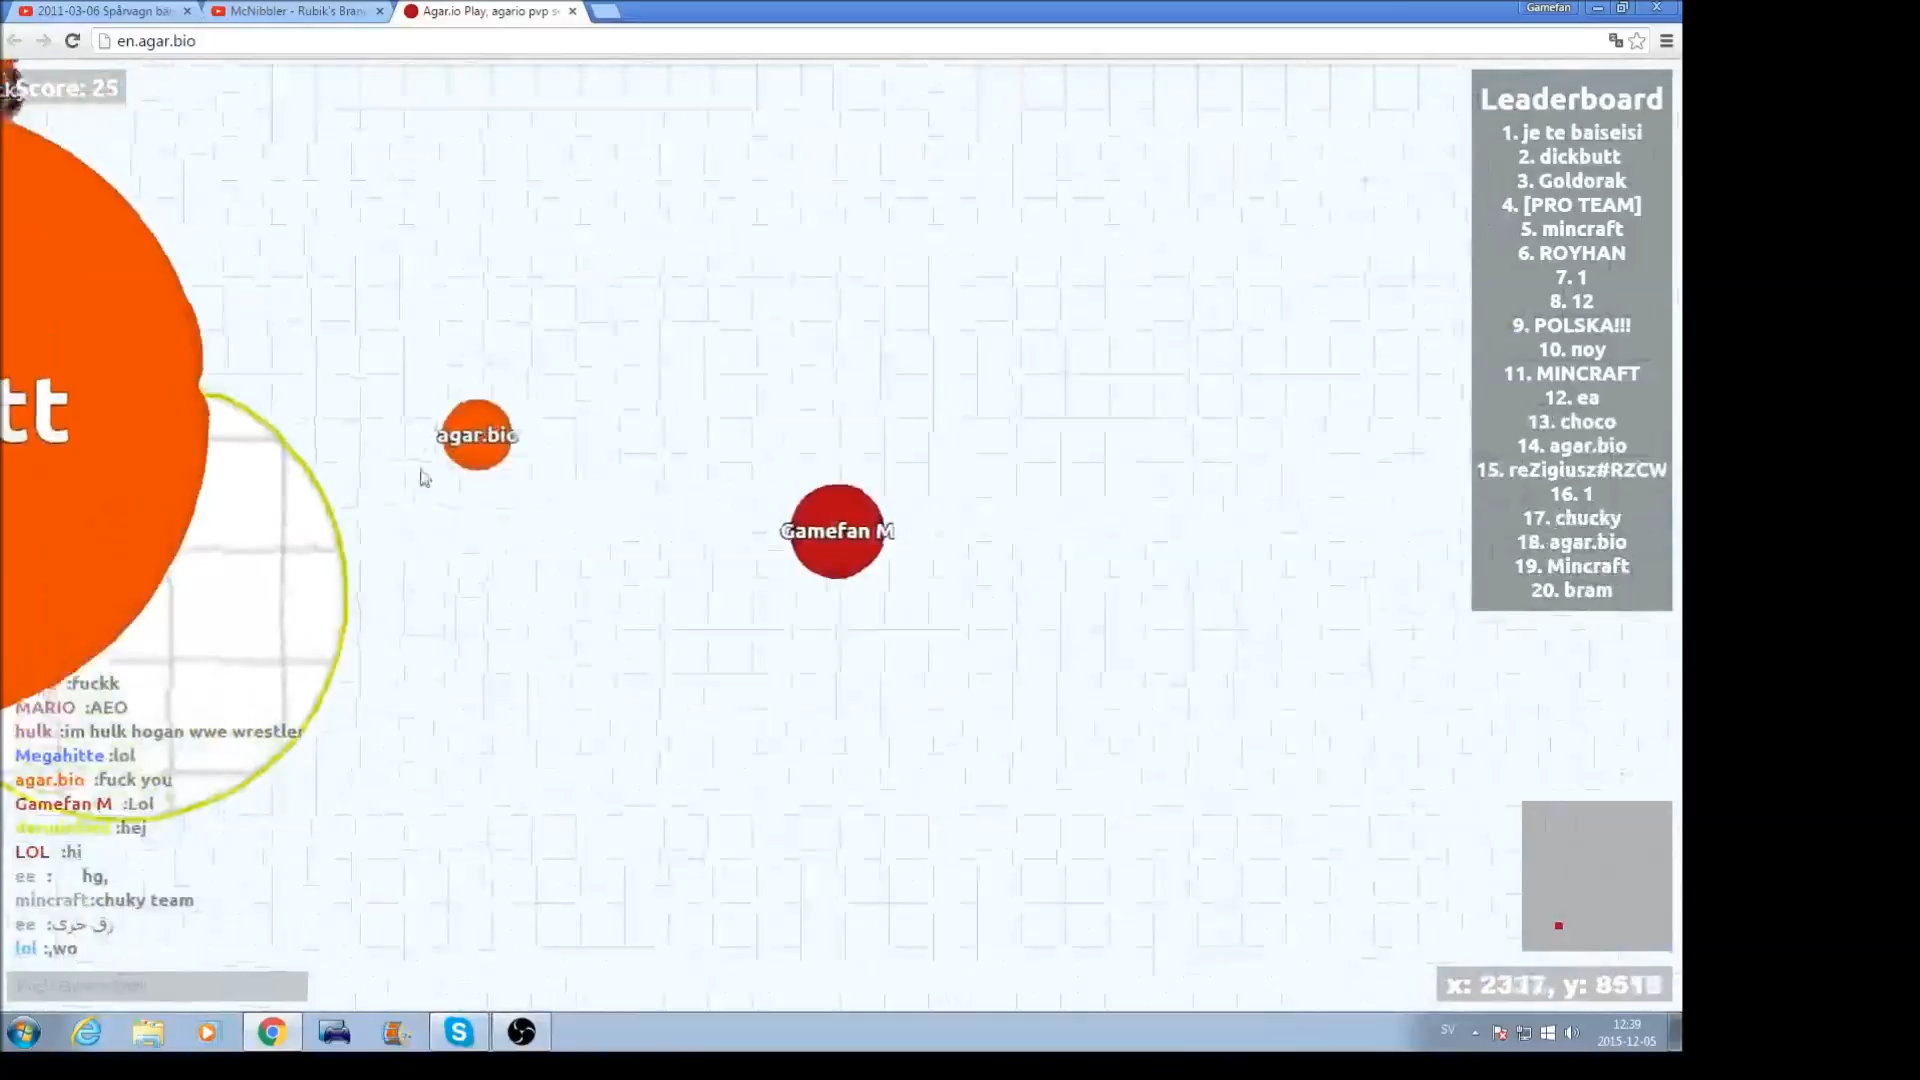 2011-03-06 Spårvagn
McNibbler - Rubik's Bran
Agar.io Play, agario pvp s
Gamefan
en.agar.bio
Score: 25
Leaderboard
1. je te baiseisi
2. dickbutt
3. Goldorak
4. [PRO TEAM]
5. mincraft
6. ROYHAN
7. 1
8. 12
9. POLSKA!!!
10. noy
11. MINCRAFT
12. ea
13. choco
14. agar.bio
15. reZigiusz#RZCW
16. 1
17. chucky
18. agar.bio
19. Mincraft
20. bram
tt
agar.bio
Gamefan M
:fuckk
MARIO :AEO
hulk :im hulk hogan wwe wrestler
Megahitte :lol
agar.bio :fuck you
Gamefan M :Lol
:hej
LOL :hi
ee : hg,
mincraft:chuky team
ee :رق حرى
lol :,wo
x: 2317, y:
SV
12:39
2015-12-05